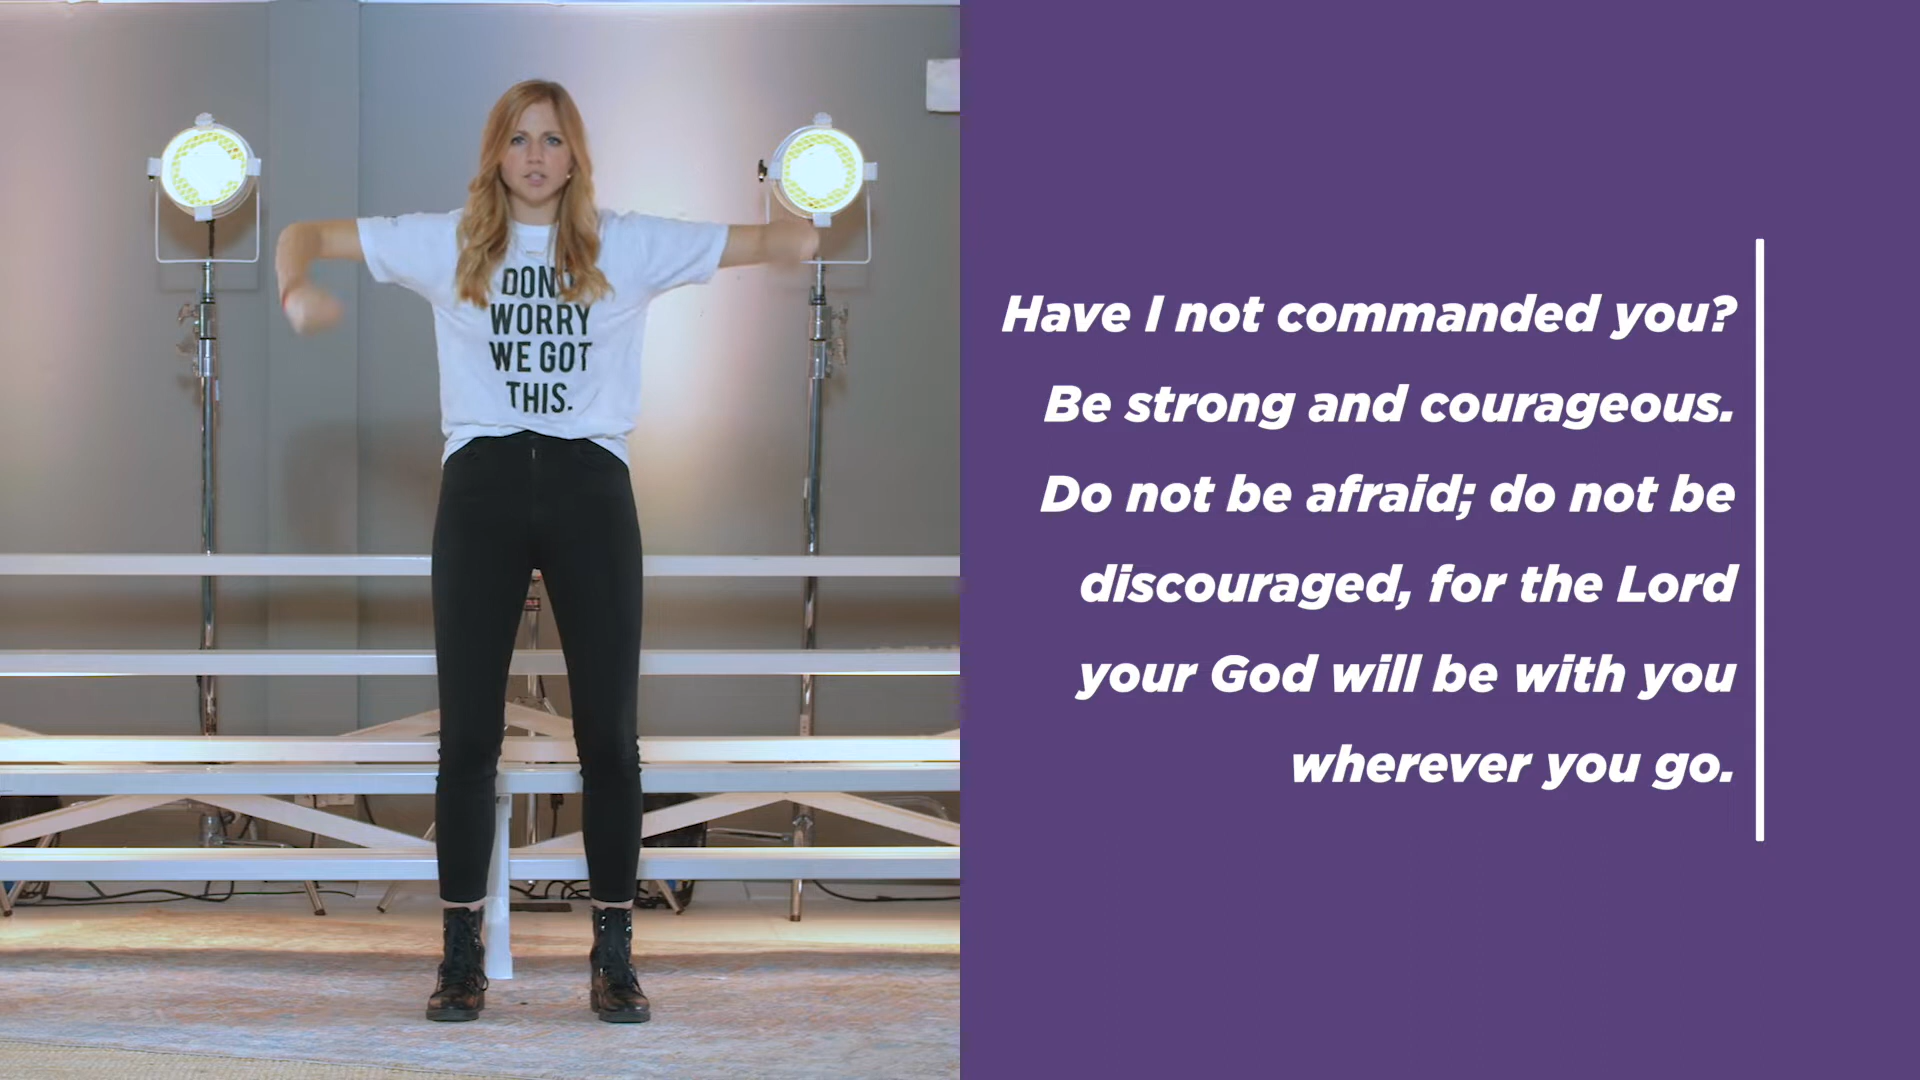 DON'T
WORRY
WE GOT
THIS.
Have I not commanded you?
Be strong and courageous.
Do not be afraid; do not be
discouraged, for the Lord
your God will be with you
wherever you go.